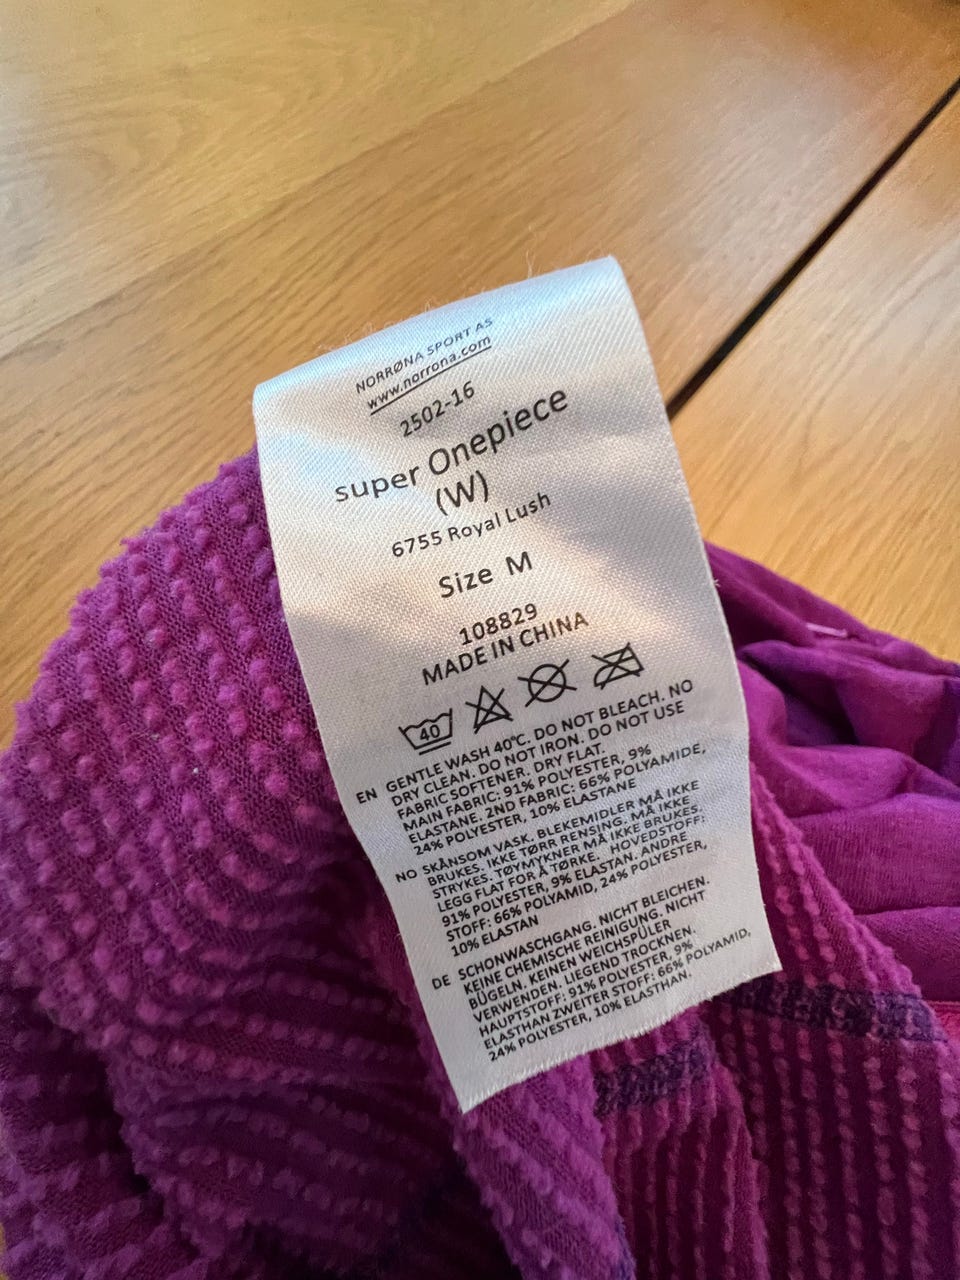 NORRØNA SPORT AS
www.norrona.com
2502-16
super Onepiece
(W)
6755 Royal Lush
Size M
108829
MADE IN CHINA
40
EN GENTLE WASH 40°C. DO NOT BLEACH. NO
DRY CLEAN. DO NOT IRON. DO NOT USE
FABRIC SOFTENER. DRY FLAT.
MAIN FABRIC: 91% POLYESTER, 9%
ELASTANE. 2ND FABRIC: 66% POLYAMIDE,
24% POLYESTER, 10% ELASTANE
NO SKÅNSOM VASK. BLEKEMIDLER MÅ IKKE
BRUKES. IKKE TØRR RENSING. MÅ IKKE
STRYKES. TØYMYKNER MÅ IKKE BRUKES.
LEGG FLAT FOR Å TØRKE. HOVEDSTOFF:
91% POLYESTER, 9% ELASTAN. ANDRE
STOFF: 66% POLYAMID, 24% POLYESTER,
10% ELASTAN
DE SCHONWASCHGANG. NICHT BLEICHEN.
KEINE CHEMISCHE REINIGUNG. NICHT
BÜGELN. KEINEN WEICHSPÜLER
VERWENDEN. LIEGEND TROCKNEN.
HAUPTSTOFF: 91% POLYESTER, 9%
ELASTHAN ZWEITER STOFF: 66% POLYAMID,
24% POLYESTER, 10% ELASTHAN.